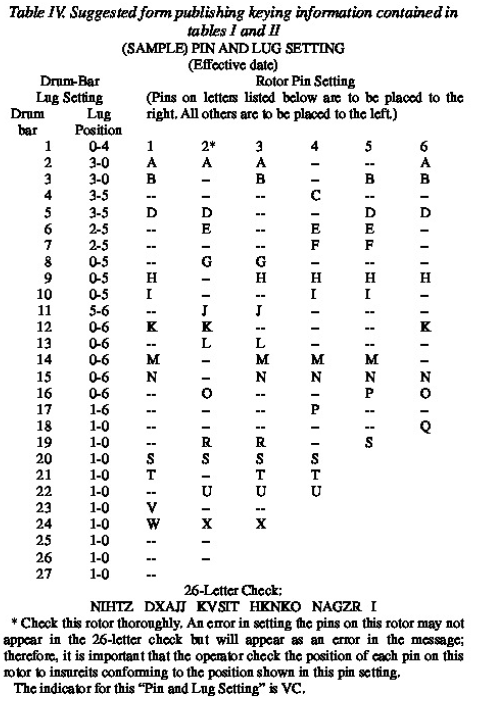 Table IV. Suggested form publishing keying information contained in
tables I and II
(SAMPLE) PIN AND LUG SETTING
(Effective date)
Drum-Bar Rotor Pin Setting
Lug Setting (Pins on letters listed below are to be placed to the
Drum Lug right. All others are to be placed to the left.)
bar Position
1 0-4 1 2* 3 4 5 6
2 3-0 A A A – -- A
3 3-0 B – B – B B
4 3-5 -- – -- C -- –
5 3-5 D D -- – D D
6 2-5 -- E -- E E –
7 2-5 -- – -- F F –
8 0-5 -- G G – -- –
9 0-5 H – H H H H
10 0-5 I – -- I I –
11 5-6 -- J J – -- –
12 0-6 K K -- – -- K
13 0-6 -- L L – -- –
14 0-6 M – M M M –
15 0-6 N – N N N N
16 0-6 -- O -- – P O
17 1-6 -- – -- P -- –
18 1-0 -- – -- – -- Q
19 1-0 -- R R – S
20 1-0 S S S S
21 1-0 T – T T
22 1-0 -- U U U
23 1-0 V – --
24 1-0 W X X
25 1-0 -- –
26 1-0 -- –
27 1-0 --
26-Letter Check:
NIHTZ DXAJJ KVSIT HKNKO NAGZR I
* Check this rotor thoroughly. An error in setting the pins on this rotor may not
appear in the 26-letter check but will appear as an error in the message;
therefore, it is important that the operator check the position of each pin on this
rotor to insureits conforming to the position shown in this pin setting.
The indicator for this “Pin and Lug Setting” is VC.